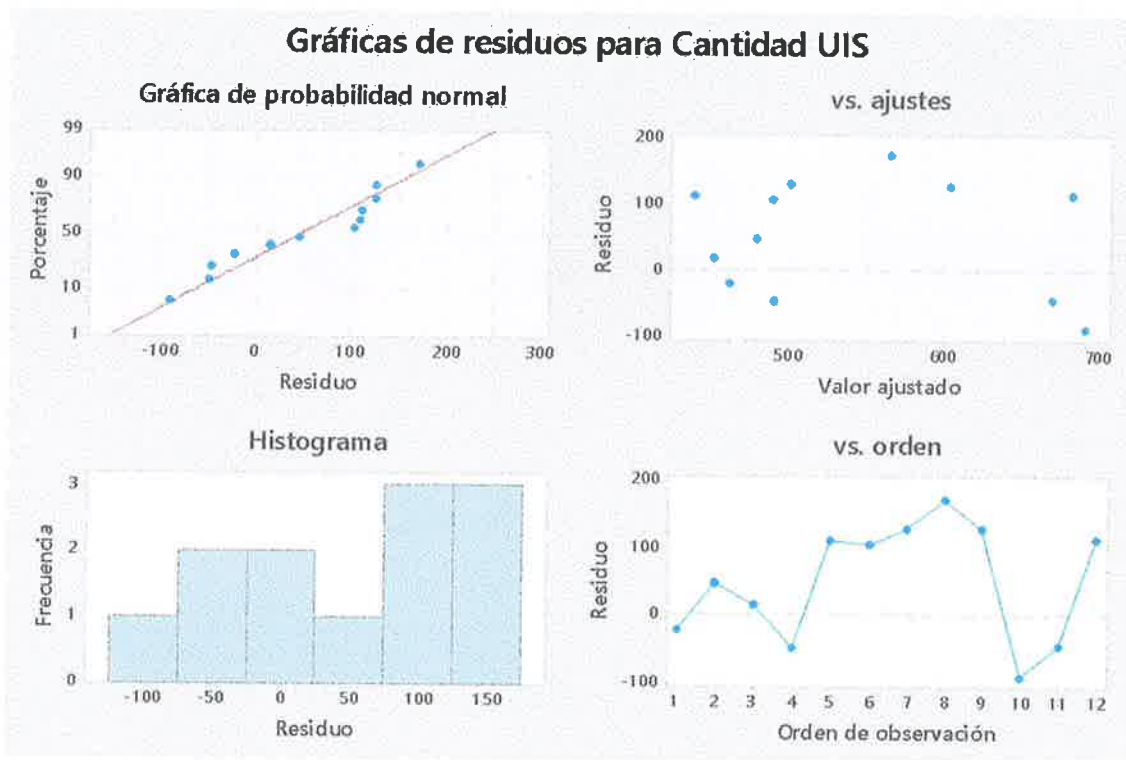 Gráficas de residuos para Cantidad UIS
Gráfica de probabilidad normal
99
90
50
10
1
Porcentaje
-100 0 100 200 300
Residuo
vs. ajustes
200
100
0
-100
Residuo
500 600 700
Valor ajustado
Histograma
3
2
1
0
Frecuencia
-100 -50 0 50 100 150
Residuo
vs. orden
200
100
0
-100
Residuo
1 2 3 4 5 6 7 8 9 10 11 12
Orden de observación